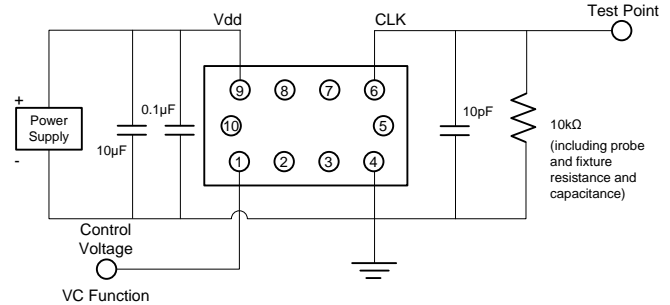 Test Point
Vdd
CLK
+
Power
Supply
-
10µF
0.1µF
9
8
7
6
10
5
1
2
3
4
10pF
10kΩ
(including probe
and fixture
resistance and
capacitance)
Control
Voltage
VC Function